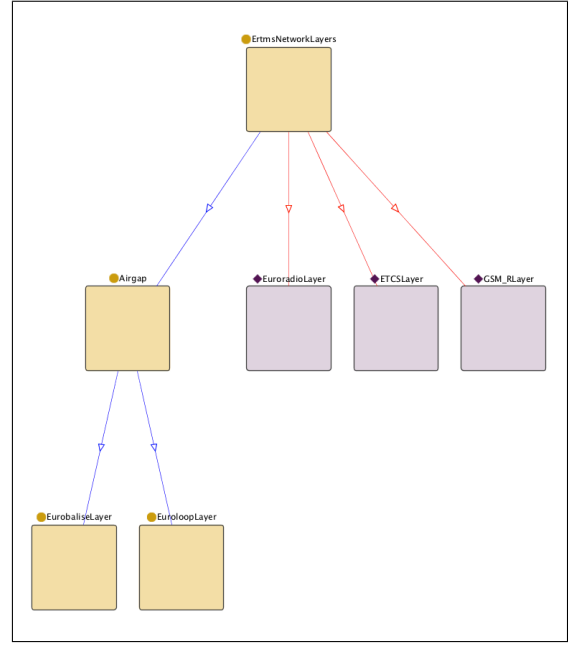 ErtmsNetworkLayers
Airgap
EuroradioLayer
ETCSLayer
GSM_RLayer
EurobaliseLayer
EuroloopLayer